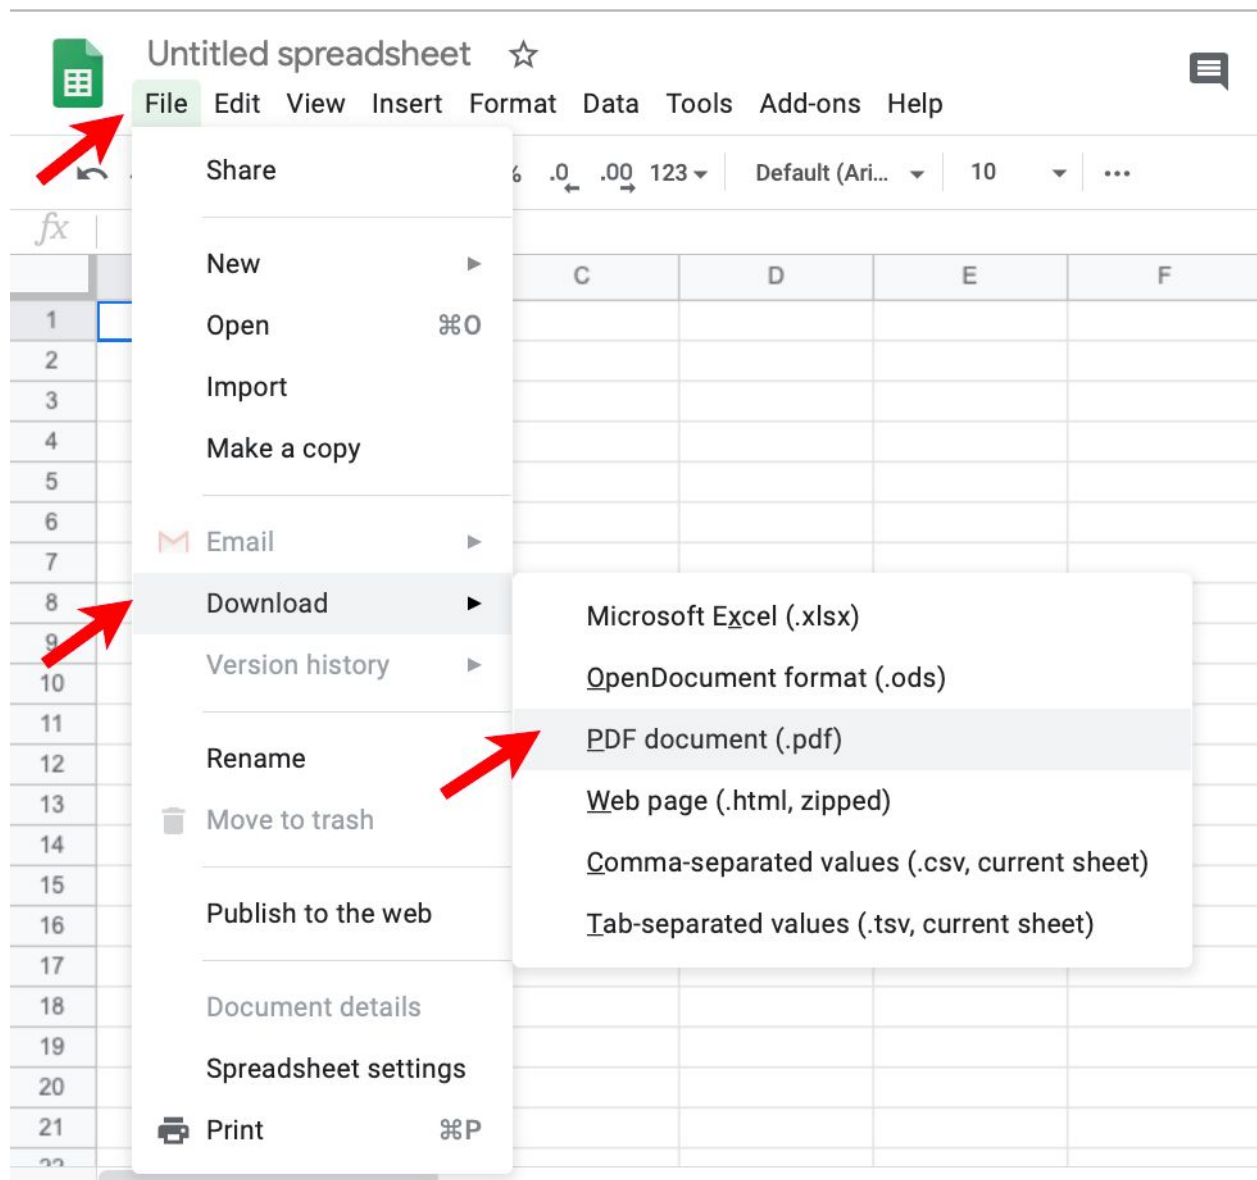 Untitled spreadsheet
File Edit View Insert Format Data Tools Add-ons Help
% .0 .00 123 Default (Ari... 10
fx
C D E F
Share
New
Open ⌘O
Import
Make a copy
Email
Download
Version history
Rename
Move to trash
Publish to the web
Document details
Spreadsheet settings
Print ⌘P
Microsoft Excel (.xlsx)
OpenDocument format (.ods)
PDF document (.pdf)
Web page (.html, zipped)
Comma-separated values (.csv, current sheet)
Tab-separated values (.tsv, current sheet)
1
2
3
4
5
6
7
8
9
10
11
12
13
14
15
16
17
18
19
20
21
22